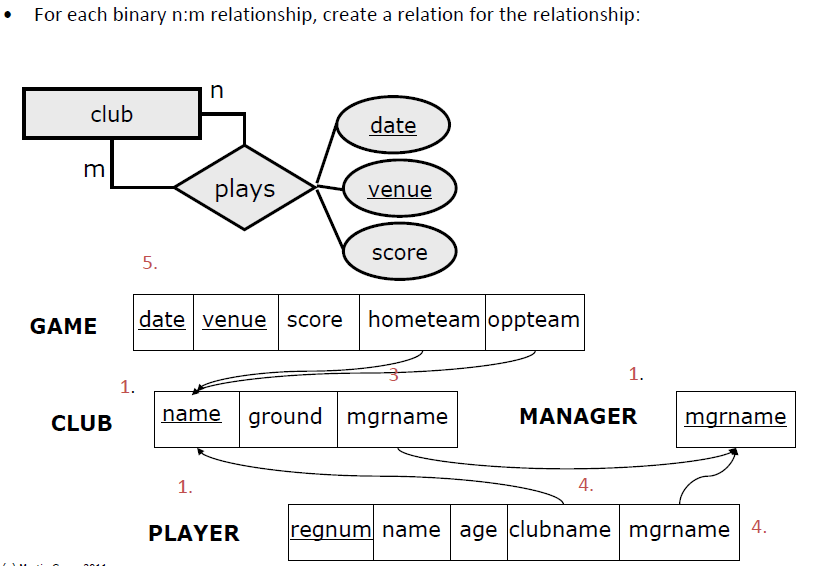 • For each binary n:m relationship, create a relation for the relationship:
n
club
date
m
plays
venue
score
5.
GAME date venue score hometeam oppteam
3
1.
1.
CLUB name ground mgrname MANAGER mgrname
1.
4.
PLAYER regnum name age clubname mgrname 4.